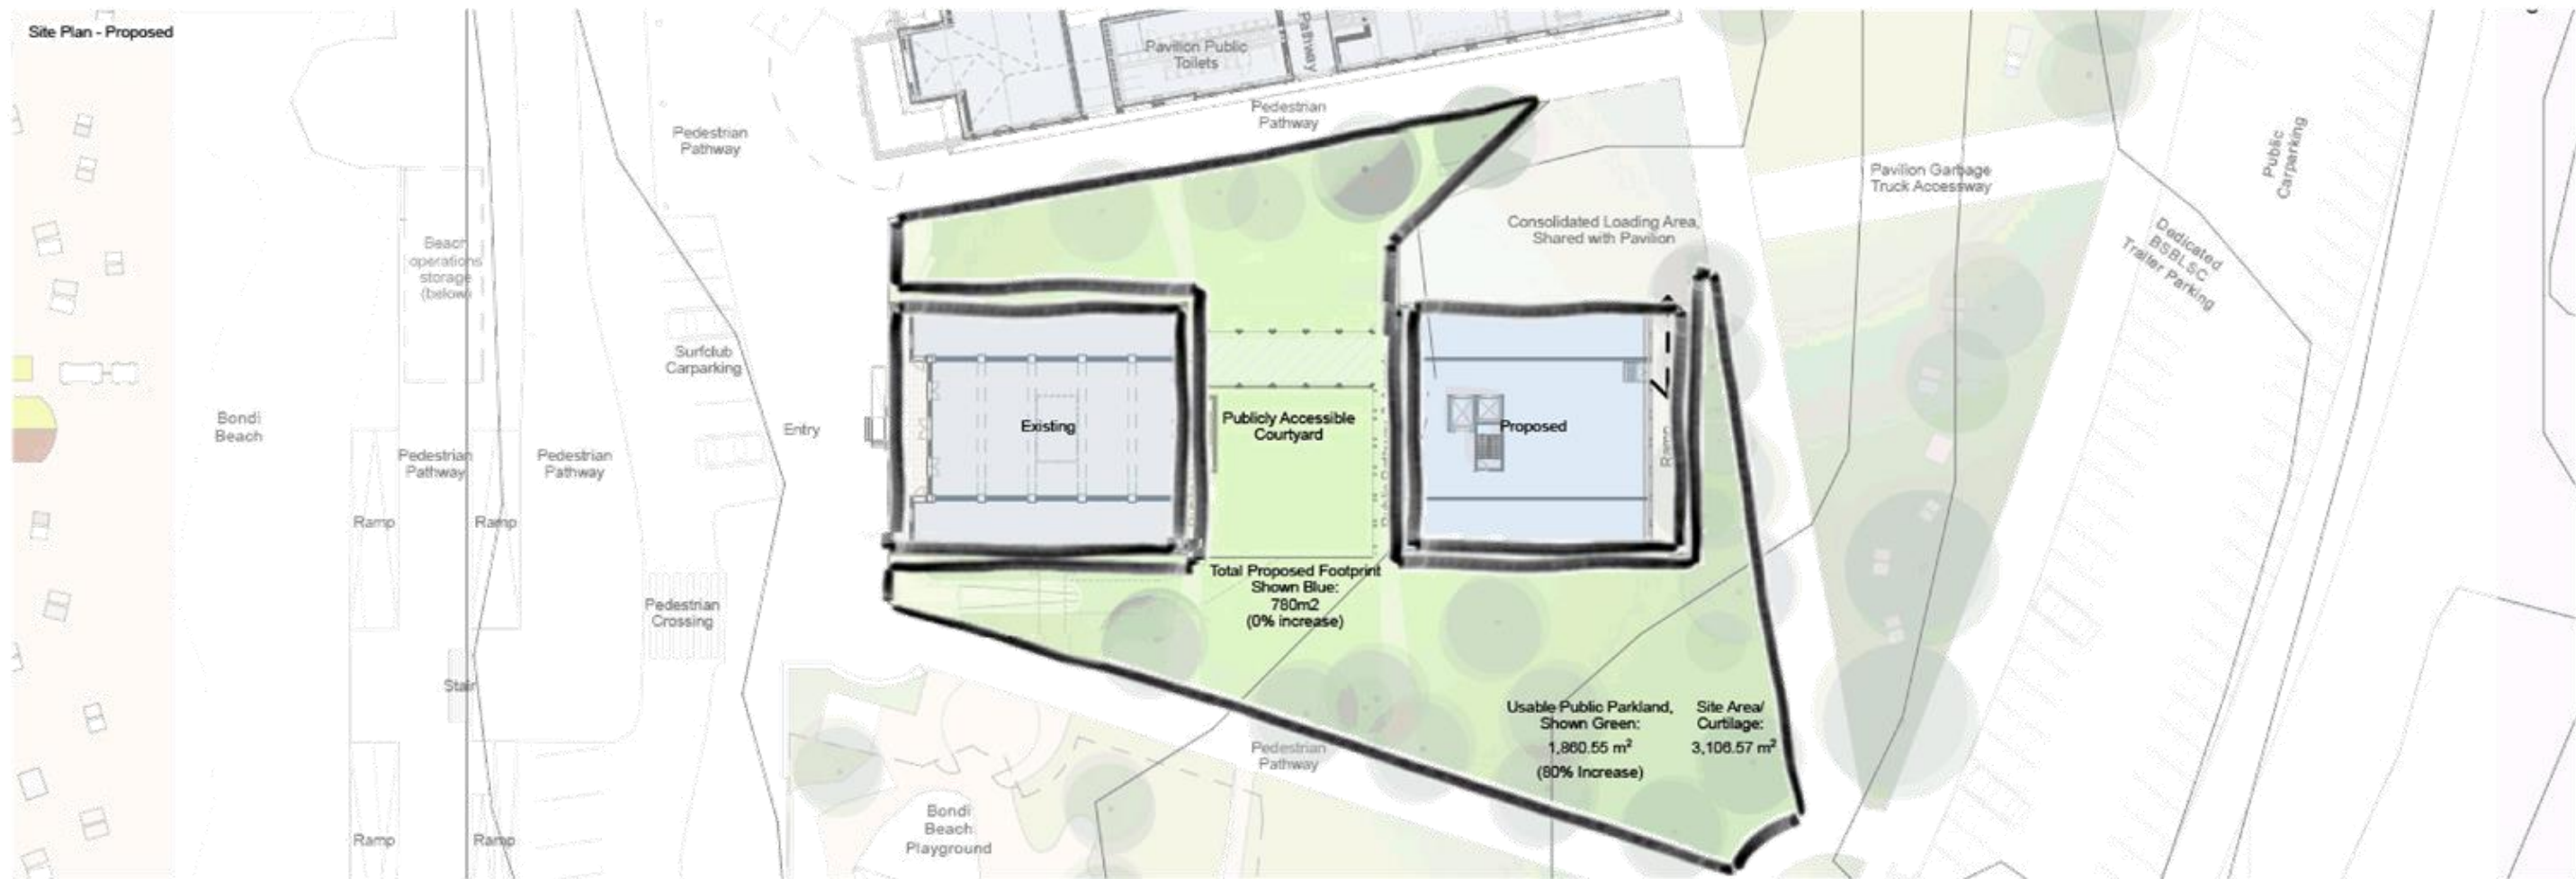 Site Plan - Proposed
Pavilion Public
Toilets
Pathway
Pedestrian
Pathway
Pedestrian
Pathway
Public
Carparking
Pavilion Garbage
Truck Accessway
Consolidated Loading Area,
Shared with Pavilion
Dedicated
BSBLSC
Trailer Parking
Beach
operations
storage
(below)
Surfclub
Carparking
Bondi
Beach
Entry
Existing
Publicly Accessible
Courtyard
Proposed
Ramp
Pedestrian
Pathway
Pedestrian
Pathway
Ramp
Ramp
Total Proposed Footprint
Shown Blue:
780m2
(0% increase)
Pedestrian
Crossing
Stair
Usable Public Parkland,
Shown Green:
1,860.55 m²
(80% Increase)
Site Area/
Curtilage:
3,106.57 m²
Pedestrian
Pathway
Bondi
Beach
Playground
Ramp
Ramp